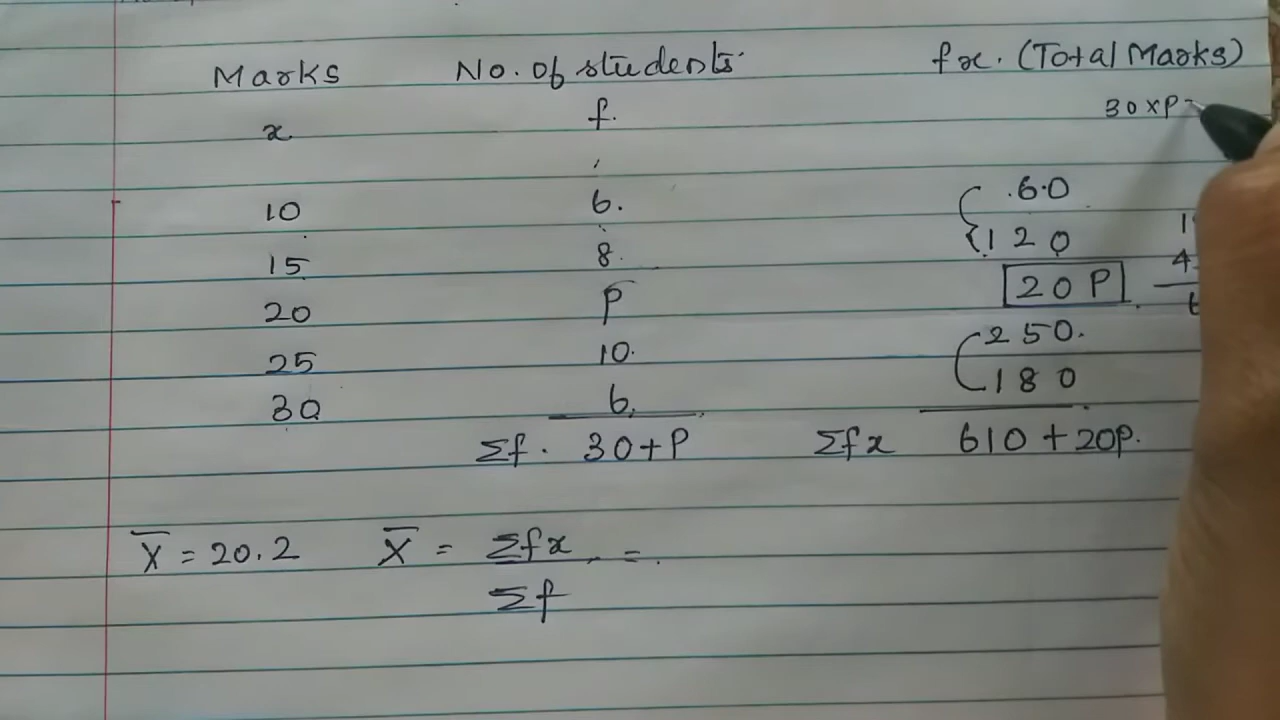 Marks No. of students fx. (Total Marks)
x f. 30 x P
10 6. 60
15 8. 120
20 P 20 P
25 10. 250.
30 6. 180
Σf. 30 + P Σfx 610 + 20p.
X̅ = 20.2 X̅ = Σfx / Σf =